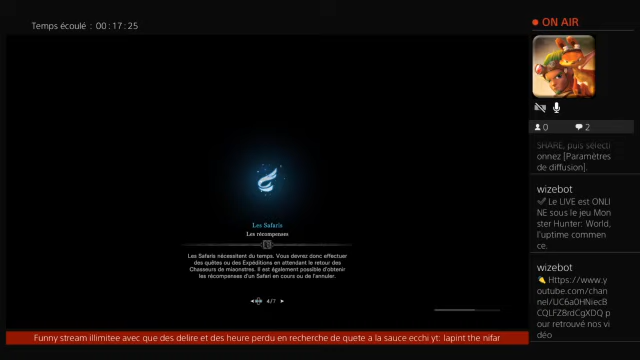 Temps écoulé : 00:17:25
ON AIR
0
2
SHARE, puis sélecti
onnez [Paramètres
de diffusion].
wizebot
Le LIVE est ONLI
NE sous le jeu Mon
ster Hunter: World,
l'uptime commen
ce.
wizebot
Https://www.y
outube.com/chan
nel/UC6a0HNiecB
CQLFZ8rdCgXDQ p
our retrouvé nos vi
déo
Les Safaris
Les récompenses
Les Safaris nécessitent du temps. Vous devrez donc effectuer
des quêtes ou des Expéditions en attendant le retour des
Chasseurs de miaonstres. Il est également possible d'obtenir
les récompenses d'un Safari en cours ou de l'annuler.
4/7
Funny stream illimitee avec que des delire et des heure perdu en recherche de quete a la sauce ecchi yt: lapint the nifar